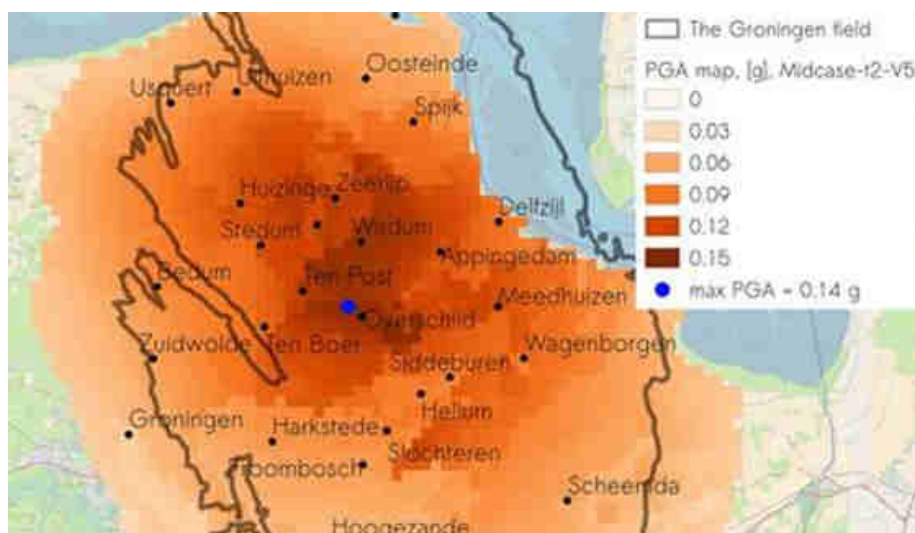 The Groningen field
PGA map, [g], Midcase-t2-V5
0
0.03
0.06
0.09
0.12
0.15
max PGA = 0.14 g
Oosteinde
Usquert
Spijk
Huizinge
Zeerijp
Delfzijl
Stedum
Wirdum
Appingedam
Bedum
Ten Post
Meedhuizen
Overschild
Zuidwolde
Ten Boer
Wagenborgen
Siddeburen
Hellum
Groningen
Harkstede
Slochteren
Froombosch
Scheemda
Hoogezande